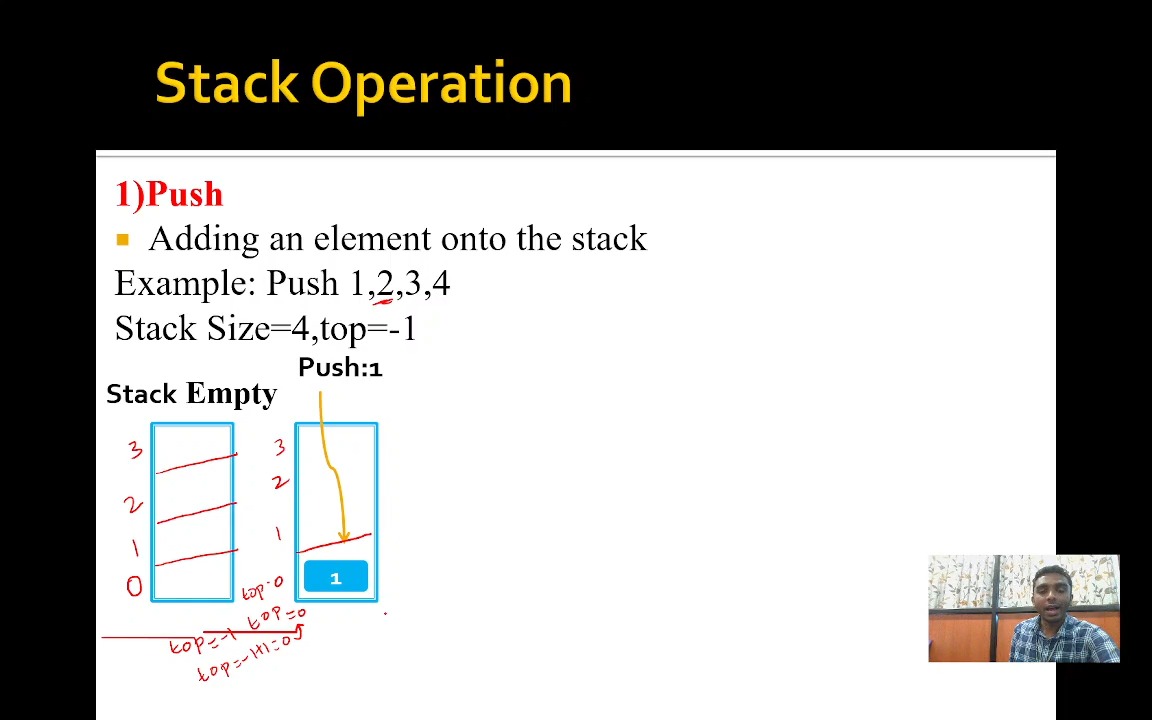 Stack Operation
1)Push
Adding an element onto the stack
Example: Push 1,2,3,4
Stack Size=4,top=-1
Push:1
Stack Empty
3
2
1
0
3
2
1
top=0
1
top=-1
top=0
top=-1+1=0